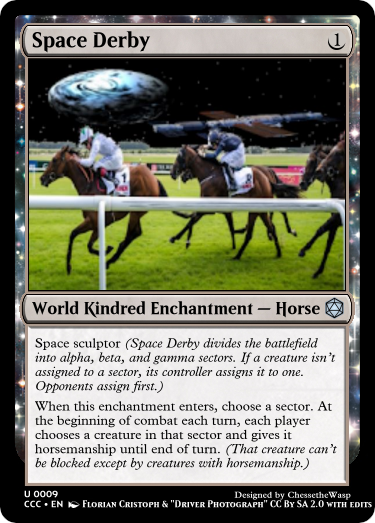 Space Derby 1
World Kindred Enchantment — Horse
Space sculptor (Space Derby divides the battlefield
into alpha, beta, and gamma sectors. If a creature isn't
assigned to a sector, its controller assigns it to one.
Opponents assign first.)
When this enchantment enters, choose a sector. At
the beginning of combat each turn, each player
chooses a creature in that sector and gives it
horsemanship until end of turn. (That creature can't
be blocked except by creatures with horsemanship.)
U 0009 Designed by ChessetheWasp
CCC • EN Florian Cristoph & "Driver Photograph" CC By SA 2.0 with edits